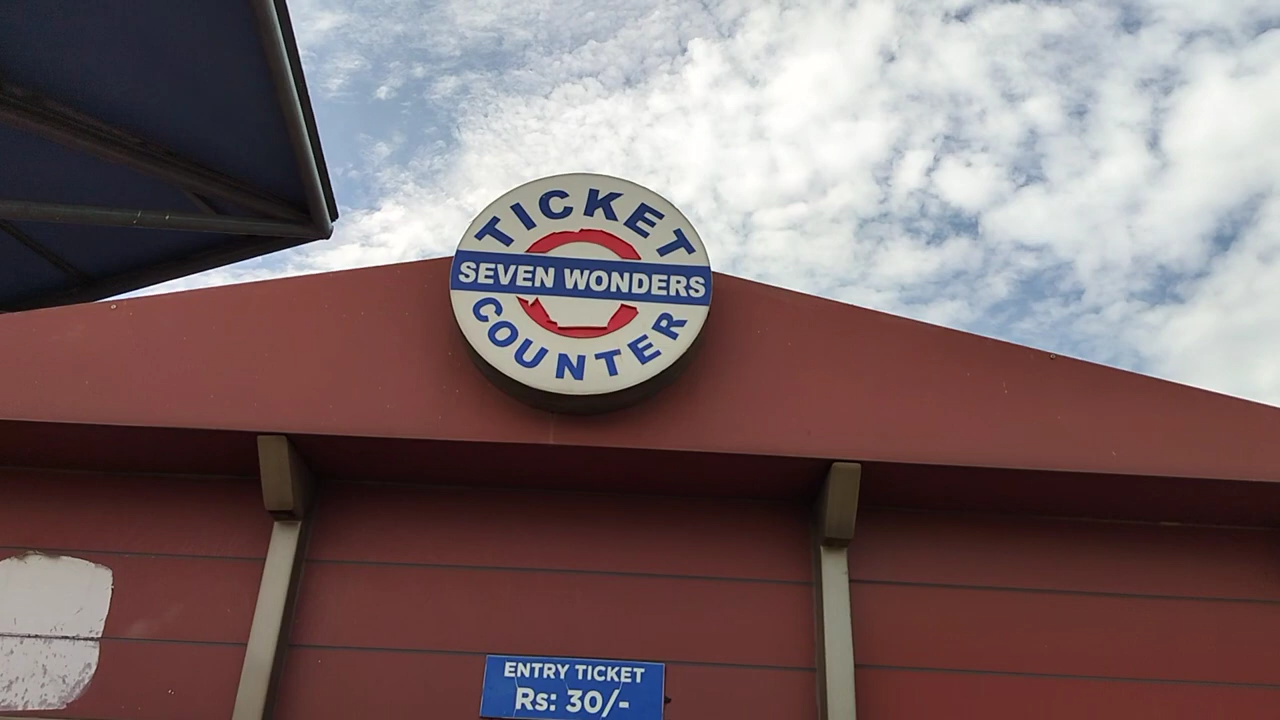 TICKET
SEVEN WONDERS
COUNTER
ENTRY TICKET
Rs: 30/-